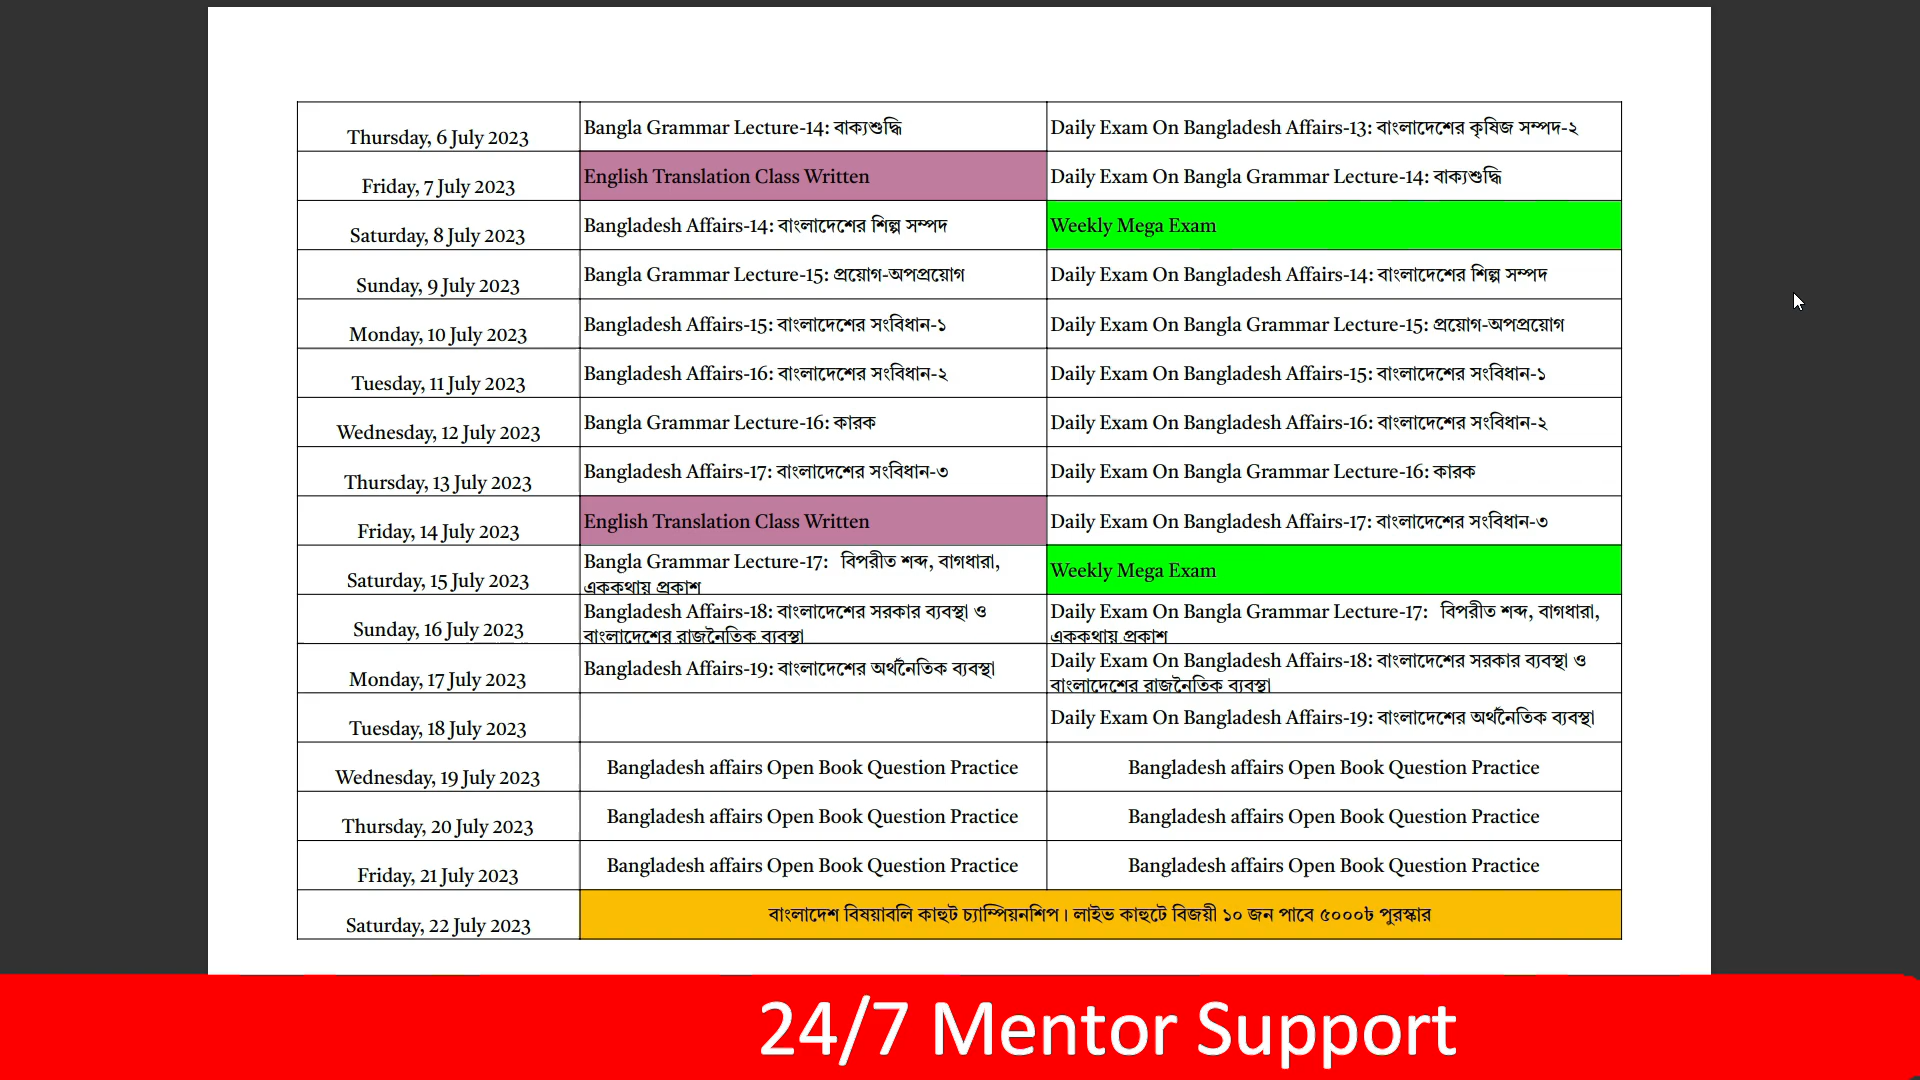 Thursday, 6 July 2023
Bangla Grammar Lecture-14: বাক্যশুদ্ধি
Daily Exam On Bangladesh Affairs-13: বাংলাদেশের কৃষিজ সম্পদ-২
Friday, 7 July 2023
English Translation Class Written
Daily Exam On Bangla Grammar Lecture-14: বাক্যশুদ্ধি
Saturday, 8 July 2023
Bangladesh Affairs-14: বাংলাদেশের শিল্প সম্পদ
Weekly Mega Exam
Sunday, 9 July 2023
Bangla Grammar Lecture-15: প্রয়োগ-অপপ্রয়োগ
Daily Exam On Bangladesh Affairs-14: বাংলাদেশের শিল্প সম্পদ
Monday, 10 July 2023
Bangladesh Affairs-15: বাংলাদেশের সংবিধান-১
Daily Exam On Bangla Grammar Lecture-15: প্রয়োগ-অপপ্রয়োগ
Tuesday, 11 July 2023
Bangladesh Affairs-16: বাংলাদেশের সংবিধান-২
Daily Exam On Bangladesh Affairs-15: বাংলাদেশের সংবিধান-১
Wednesday, 12 July 2023
Bangla Grammar Lecture-16: কারক
Daily Exam On Bangladesh Affairs-16: বাংলাদেশের সংবিধান-২
Thursday, 13 July 2023
Bangladesh Affairs-17: বাংলাদেশের সংবিধান-৩
Daily Exam On Bangla Grammar Lecture-16: কারক
Friday, 14 July 2023
English Translation Class Written
Daily Exam On Bangladesh Affairs-17: বাংলাদেশের সংবিধান-৩
Saturday, 15 July 2023
Bangla Grammar Lecture-17: বিপরীত শব্দ, বাগধারা,
এককথায় প্রকাশ
Weekly Mega Exam
Sunday, 16 July 2023
Bangladesh Affairs-18: বাংলাদেশের সরকার ব্যবস্থা ও
বাংলাদেশের রাজনৈতিক ব্যবস্থা
Daily Exam On Bangla Grammar Lecture-17: বিপরীত শব্দ, বাগধারা,
এককথায় প্রকাশ
Monday, 17 July 2023
Bangladesh Affairs-19: বাংলাদেশের অর্থনৈতিক ব্যবস্থা
Daily Exam On Bangladesh Affairs-18: বাংলাদেশের সরকার ব্যবস্থা ও
বাংলাদেশের রাজনৈতিক ব্যবস্থা
Tuesday, 18 July 2023
Daily Exam On Bangladesh Affairs-19: বাংলাদেশের অর্থনৈতিক ব্যবস্থা
Wednesday, 19 July 2023
Bangladesh affairs Open Book Question Practice
Bangladesh affairs Open Book Question Practice
Thursday, 20 July 2023
Bangladesh affairs Open Book Question Practice
Bangladesh affairs Open Book Question Practice
Friday, 21 July 2023
Bangladesh affairs Open Book Question Practice
Bangladesh affairs Open Book Question Practice
Saturday, 22 July 2023
বাংলাদেশ বিষয়াবলি কাহুট চ্যাম্পিয়নশিপ। লাইভ কাহুটে বিজয়ী ১০ জন পাবে ৫০০০৳ পুরস্কার
24/7 Mentor Support